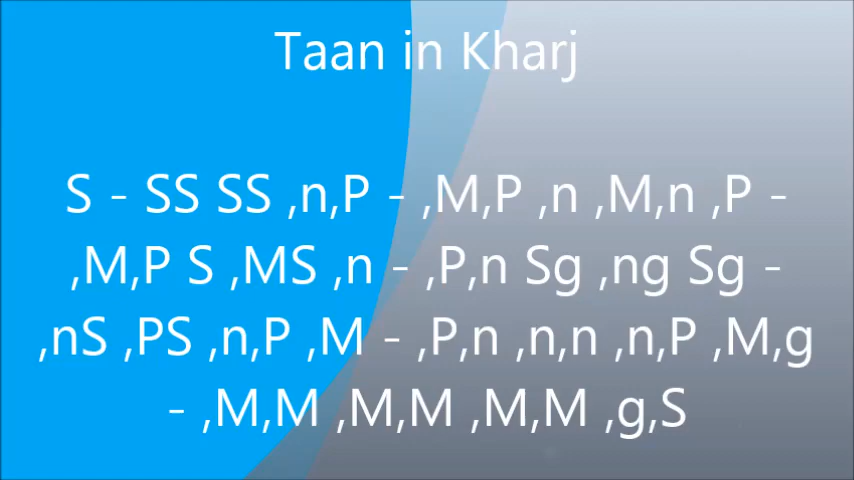 Taan in Kharj
S - SS SS ,n,P - ,M,P ,n ,M,n ,P -
,M,P S ,MS ,n - ,P,n Sg ,ng Sg -
,nS ,PS ,n,P ,M - ,P,n ,n,n ,n,P ,M,g
- ,M,M ,M,M ,M,M ,g,S